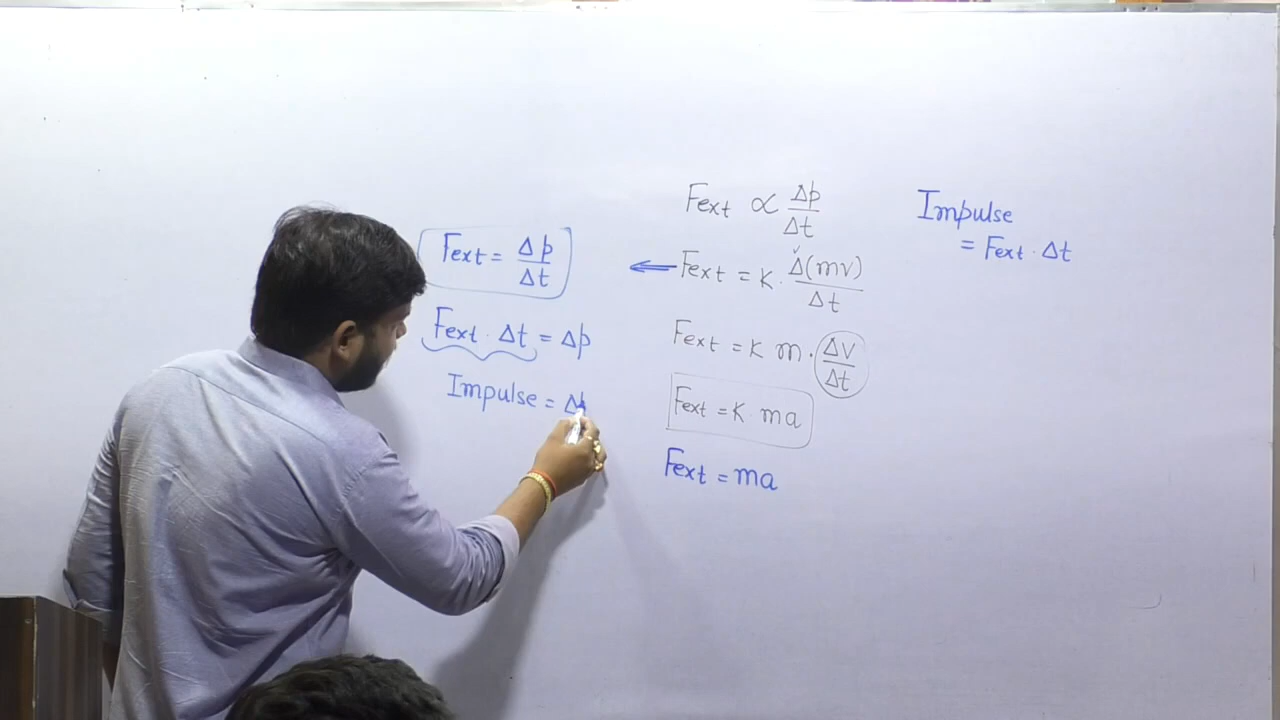 Fext = Δp/Δt
Fext · Δt = Δp
Impulse = Δp
Fext ∝ Δp/Δt
Fext = K · Δ(mv)/Δt
Fext = K m · Δv/Δt
Fext = K · ma
Fext = ma
Impulse
= Fext · Δt